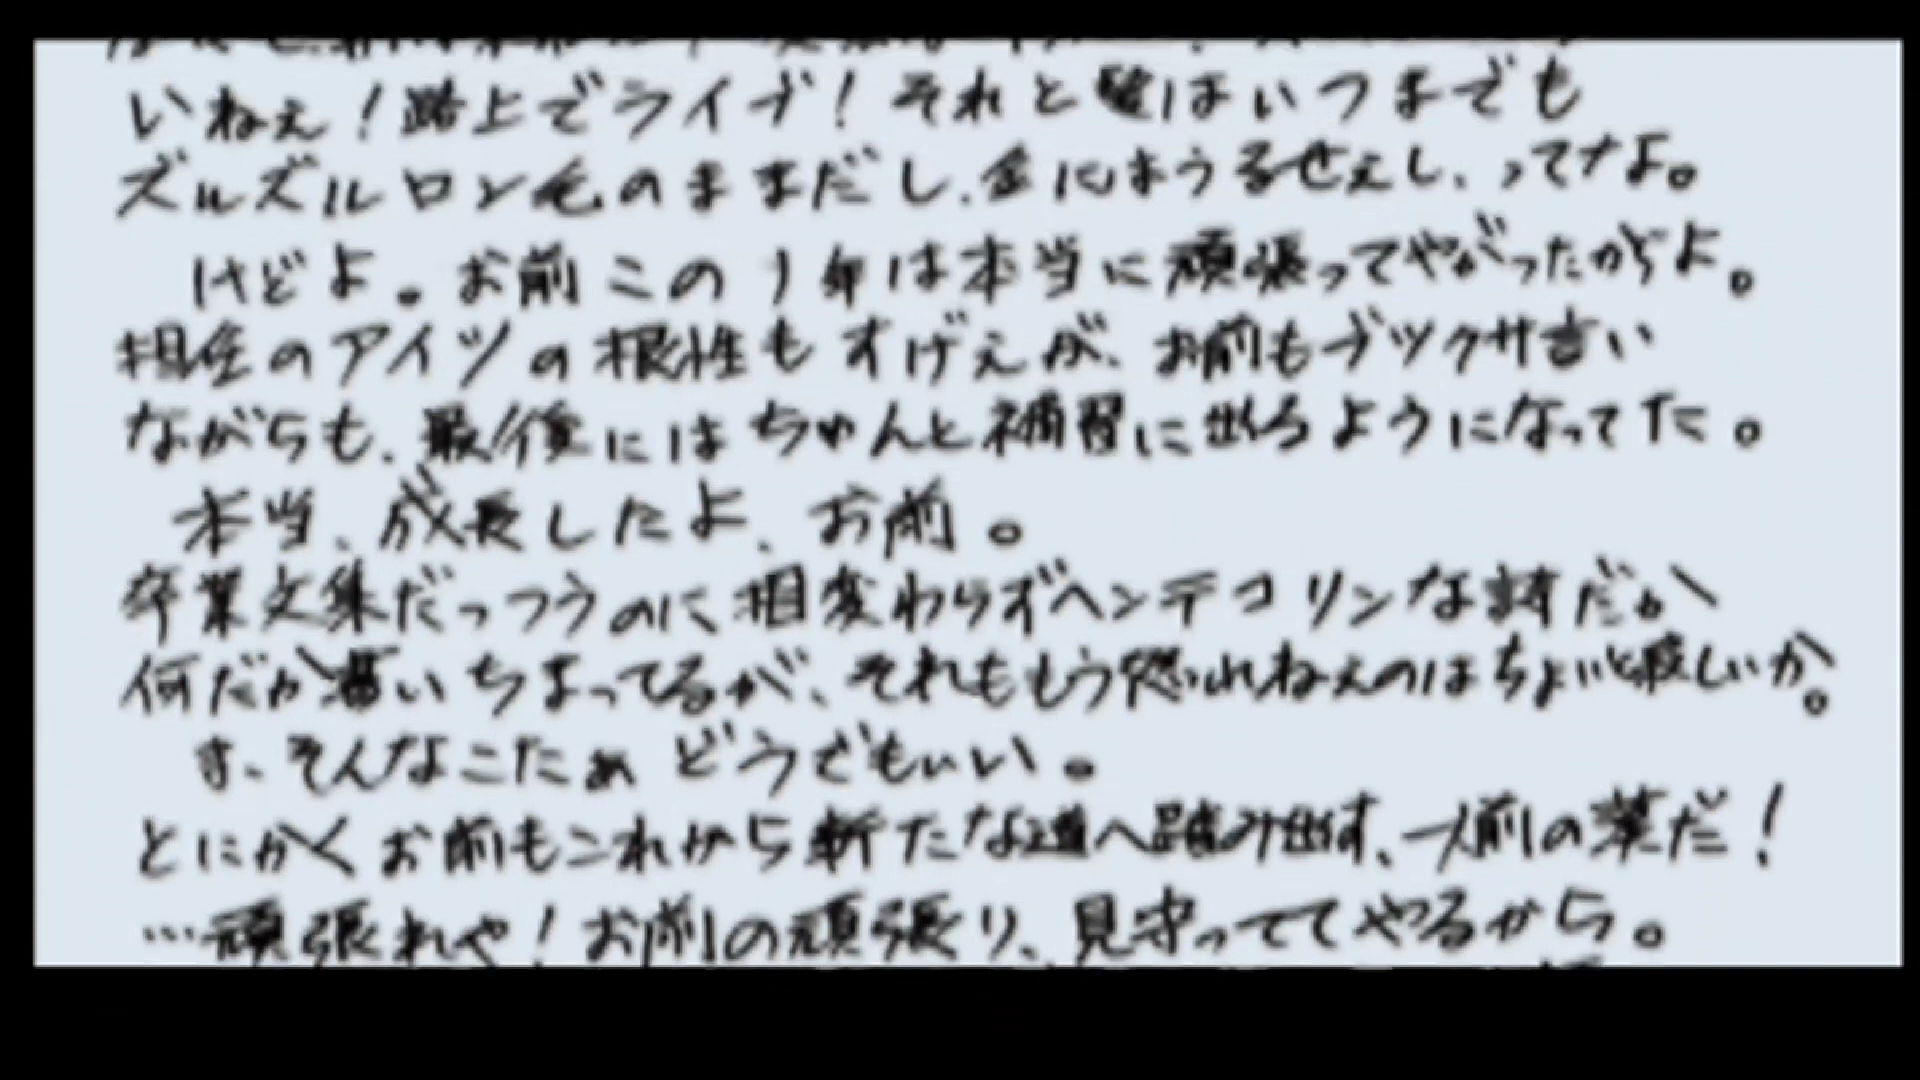 いねぇ！路上でライブ！それと髪はいつまでも
ズルズルロン毛のままだし、金にはうるせぇし、ってなよ。
けどよ。お前この１年は本当に頑張ってやがったからよ。
担任のアイツの根性もすげえが、お前もブツクサ言い
ながらも、最後にはちゃんと補習に出るようになってた。
本当、成長したよ、お前。
卒業文集だっつうのに相変わらずヘンテコリンな詩だか
何だか書いちまってるが、それももう怒れねぇのはちょいと寂しいか。
ま、そんなこたぁどうでもいい。
とにかくお前もこれから新たな道へ踏み出す、一人前の漢だ！
…頑張れや！お前の頑張り、見守っててやるから。